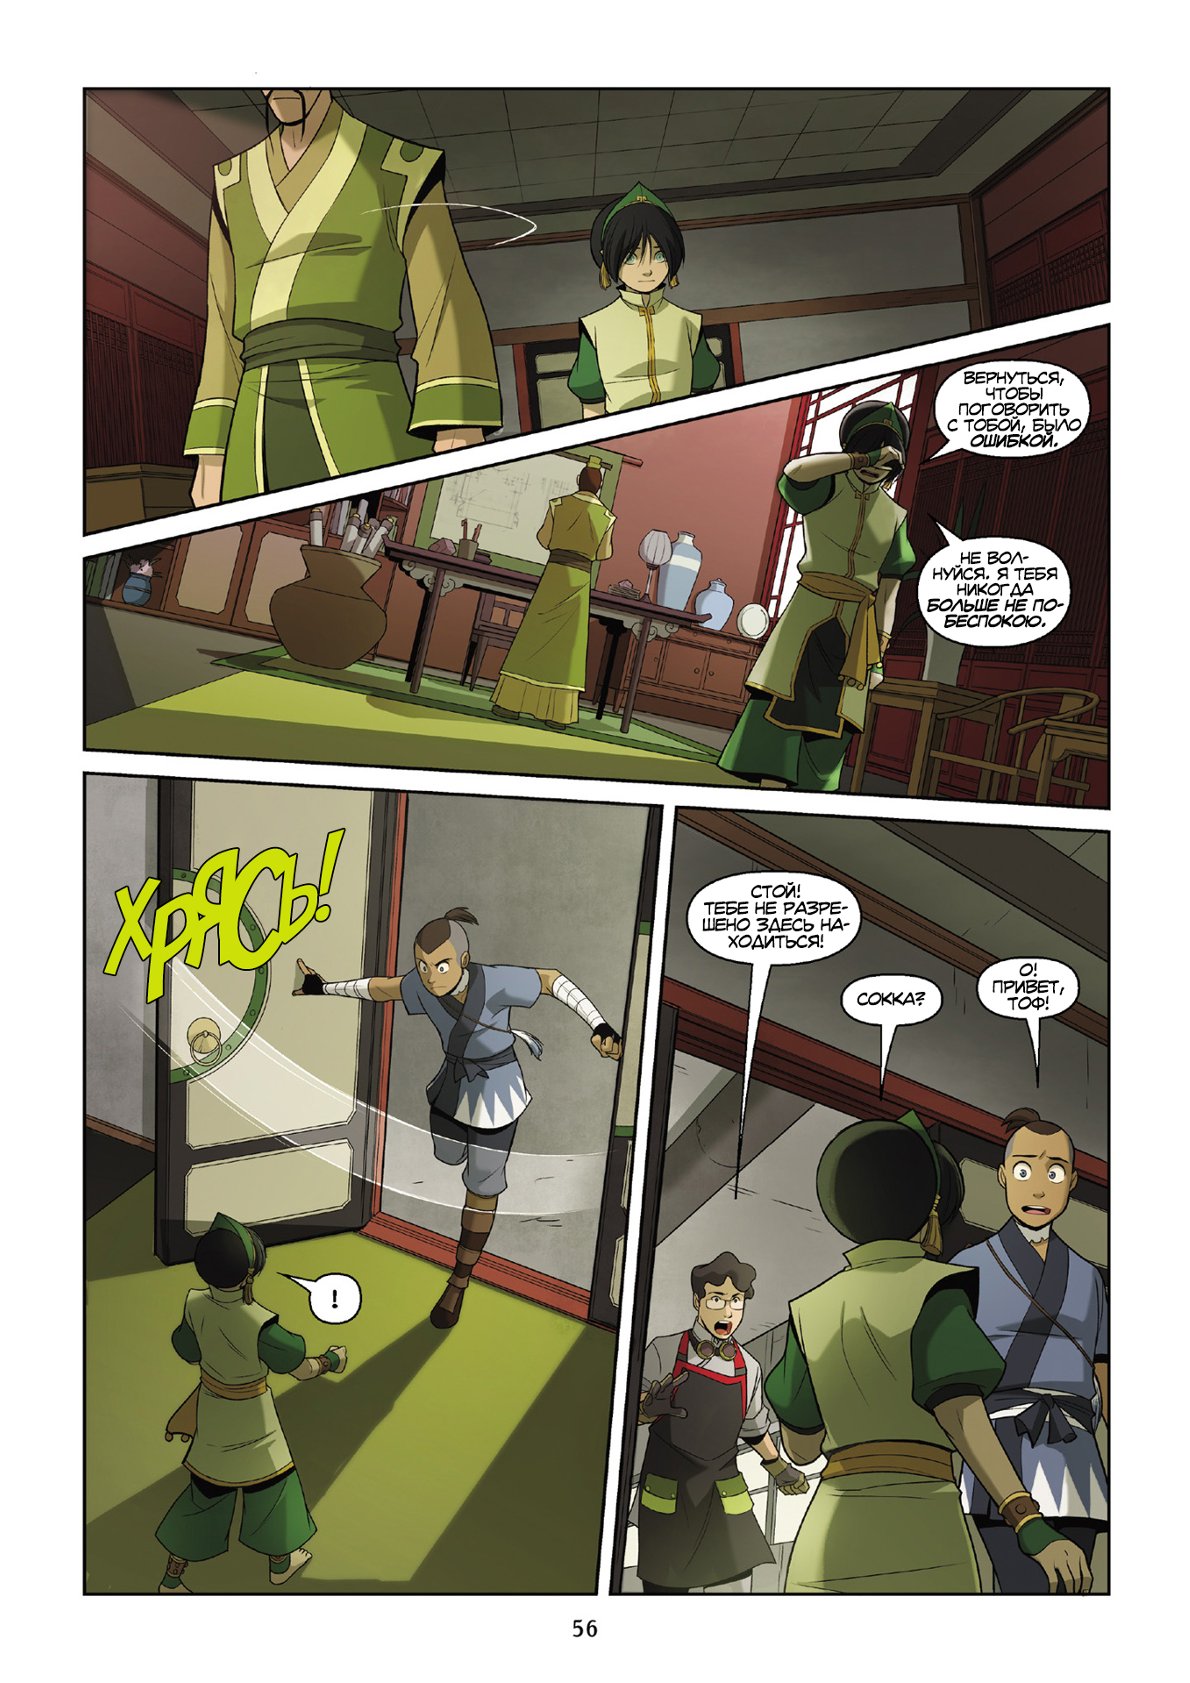 ВЕРНУТЬСЯ,
ЧТОБЫ
ПОГОВОРИТЬ
С ТОБОЙ, БЫЛО
ОШИБКОЙ.
НЕ ВОЛ-
НУЙСЯ. Я ТЕБЯ
НИКОГДА
БОЛЬШЕ НЕ ПО-
БЕСПОКОЮ.
ХРЯСЬ!
!
СТОЙ!
ТЕБЕ НЕ РАЗРЕ-
ШЕНО ЗДЕСЬ НА-
ХОДИТЬСЯ!
СОККА?
О!
ПРИВЕТ,
ТОФ!
56